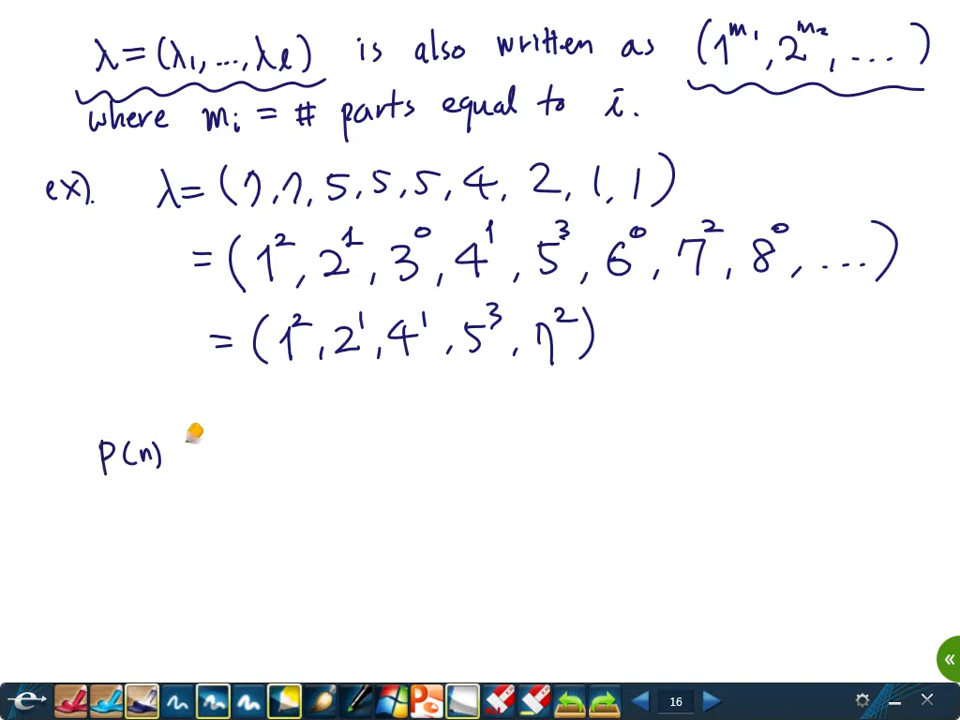 λ = (λ₁, ..., λℓ) is also written as (1^m₁, 2^m₂, ...)
where mᵢ = # parts equal to i.
ex). λ = (7, 7, 5, 5, 5, 4, 2, 1, 1)
= (1², 2¹, 3⁰, 4¹, 5³, 6⁰, 7², 8⁰, ...)
= (1², 2¹, 4¹, 5³, 7²)
P(n)
16